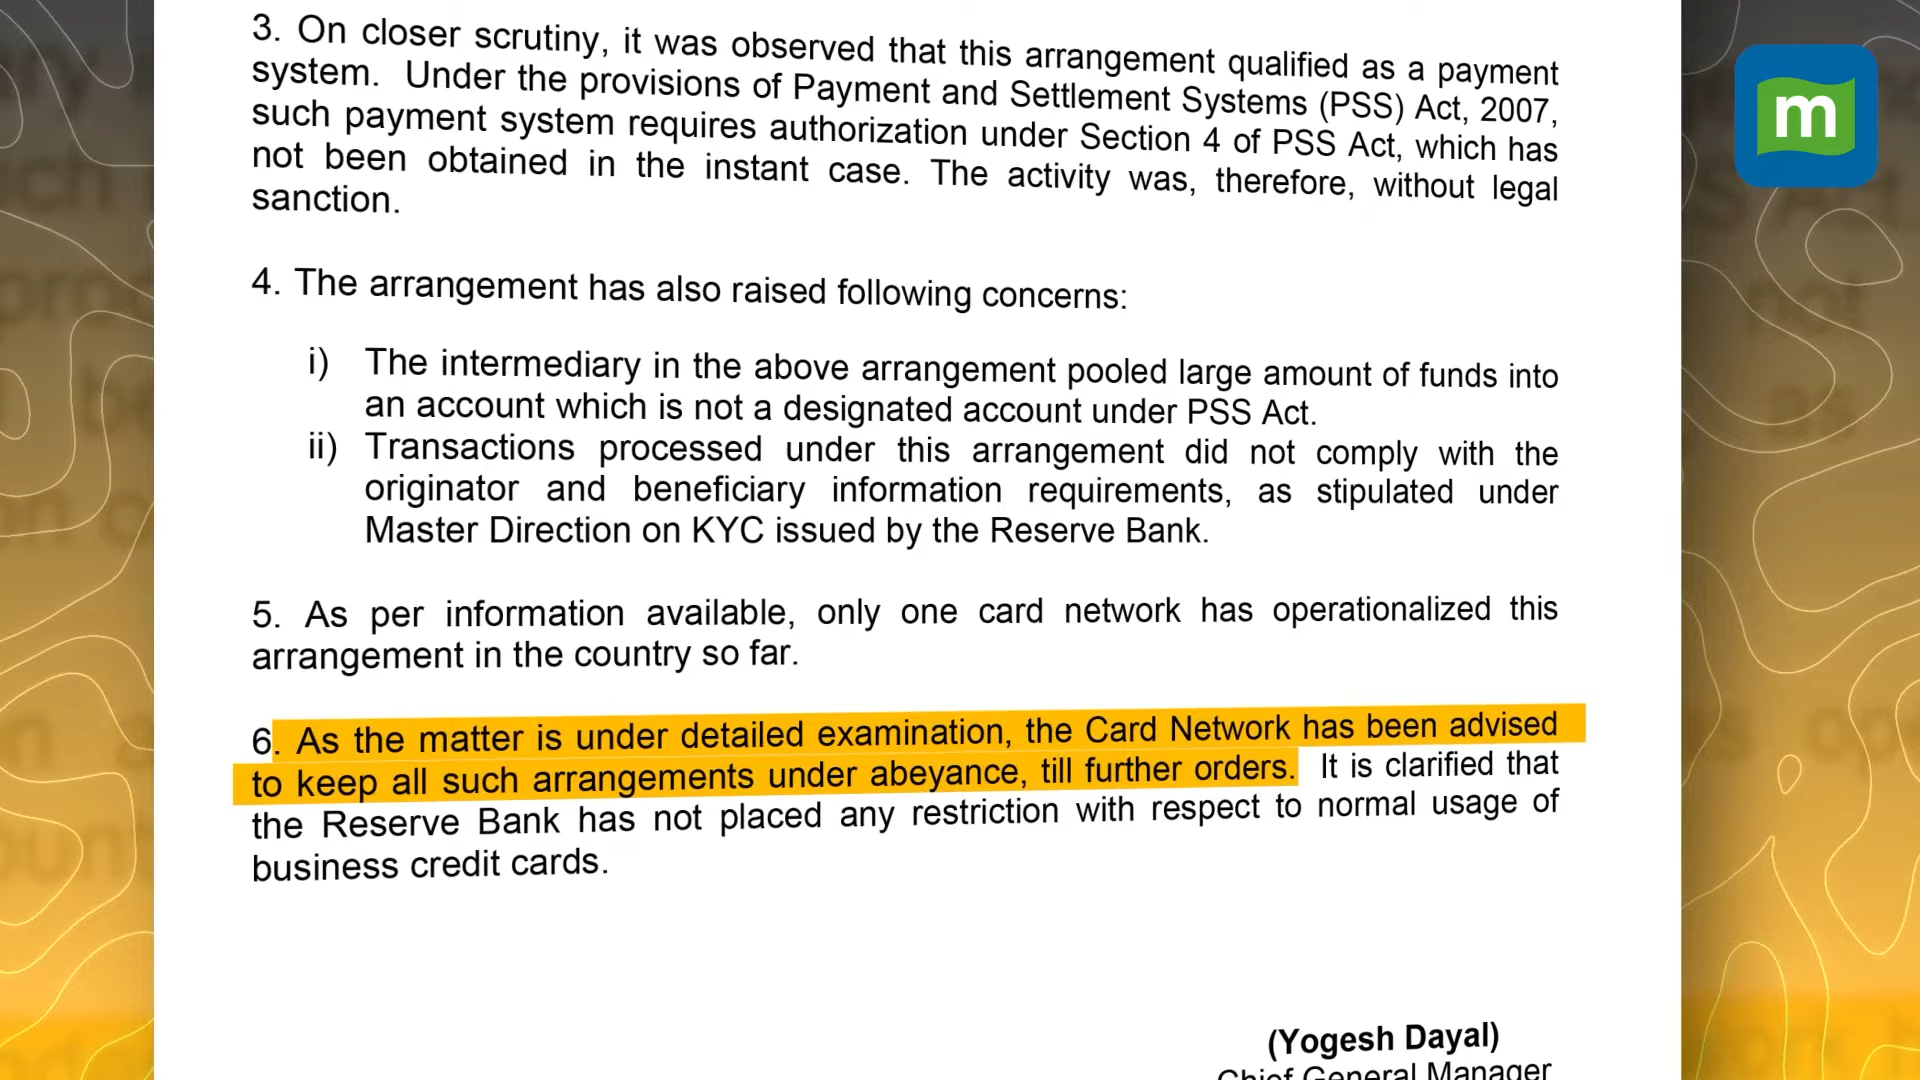 3. On closer scrutiny, it was observed that this arrangement qualified as a payment
system. Under the provisions of Payment and Settlement Systems (PSS) Act, 2007,
such payment system requires authorization under Section 4 of PSS Act, which has
not been obtained in the instant case. The activity was, therefore, without legal
sanction.
4. The arrangement has also raised following concerns:
i) The intermediary in the above arrangement pooled large amount of funds into
an account which is not a designated account under PSS Act.
ii) Transactions processed under this arrangement did not comply with the
originator and beneficiary information requirements, as stipulated under
Master Direction on KYC issued by the Reserve Bank.
5. As per information available, only one card network has operationalized this
arrangement in the country so far.
6. As the matter is under detailed examination, the Card Network has been advised
to keep all such arrangements under abeyance, till further orders. It is clarified that
the Reserve Bank has not placed any restriction with respect to normal usage of
business credit cards.
(Yogesh Dayal)
Chief General Manager
m